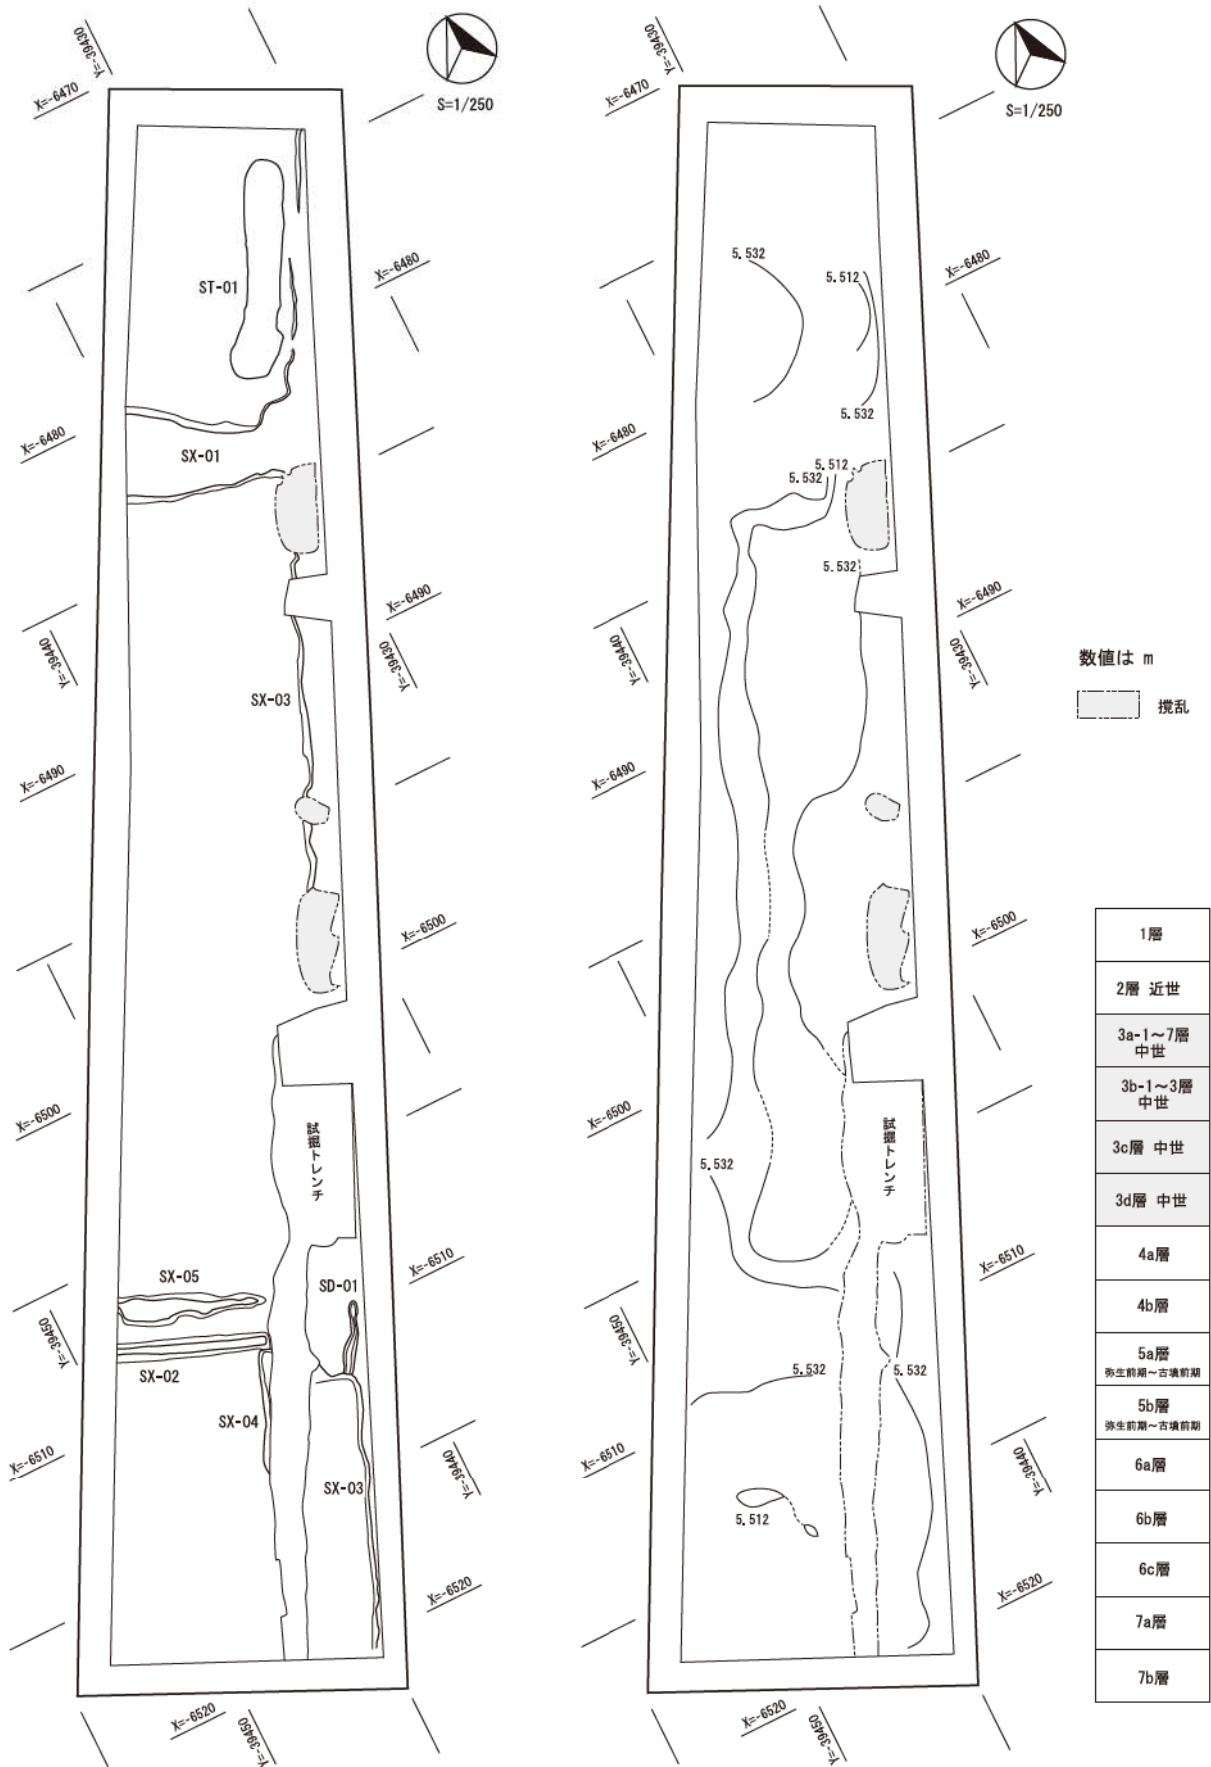 Y=-39430
X=-6470
S=1/250
ST-01
X=-6480
X=-6480
SX-01
X=-6490
Y=-39440
Y=-39430
SX-03
X=-6490
X=-6500
X=-6500
試掘トレンチ
X=-6510
SX-05
SD-01
Y=-39450
SX-02
SX-04
X=-6510
Y=-39440
SX-03
X=-6520
X=-6520
Y=-39450
Y=-39430
X=-6470
S=1/250
5.532
5.512
X=-6480
5.532
X=-6480
5.512
5.532
5.532
X=-6490
Y=-39440
Y=-39430
X=-6490
X=-6500
X=-6500
試掘トレンチ
5.532
X=-6510
Y=-39450
5.532
5.532
X=-6510
Y=-39440
5.512
X=-6520
X=-6520
Y=-39450
数値は m
撹乱
1層
2層 近世
3a-1〜7層
中世
3b-1〜3層
中世
3c層 中世
3d層 中世
4a層
4b層
5a層
弥生前期〜古墳前期
5b層
弥生前期〜古墳前期
6a層
6b層
6c層
7a層
7b層